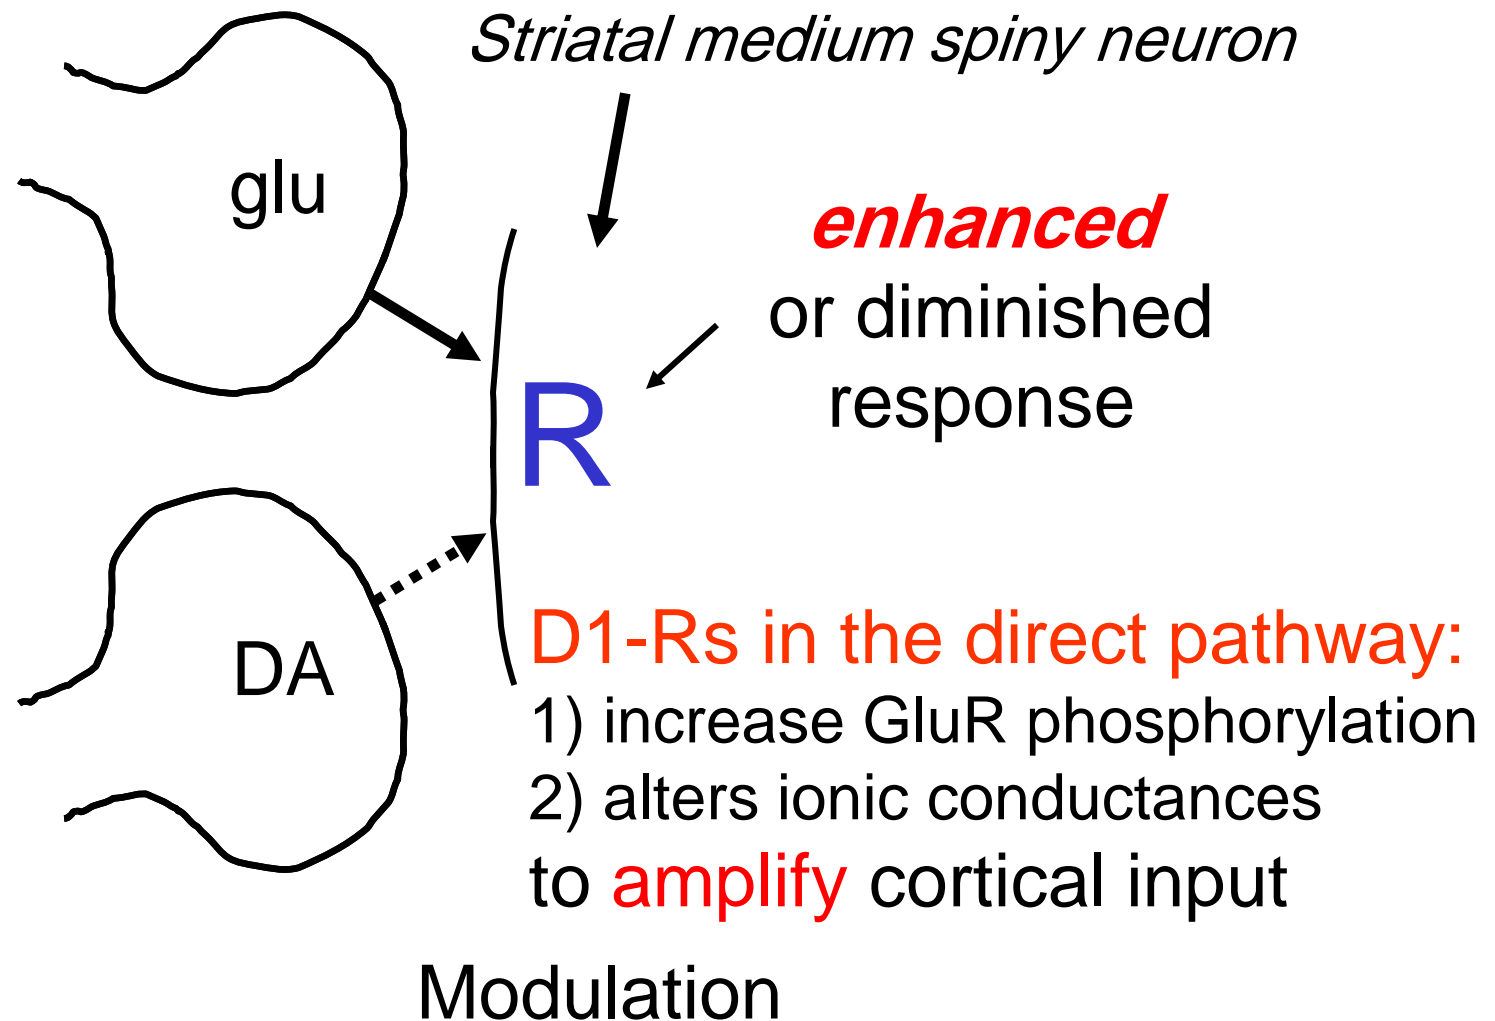 Striatal medium spiny neuron
glu
enhanced
or diminished
response
R
DA
D1-Rs in the direct pathway:
1) increase GluR phosphorylation
2) alters ionic conductances
to amplify cortical input
Modulation